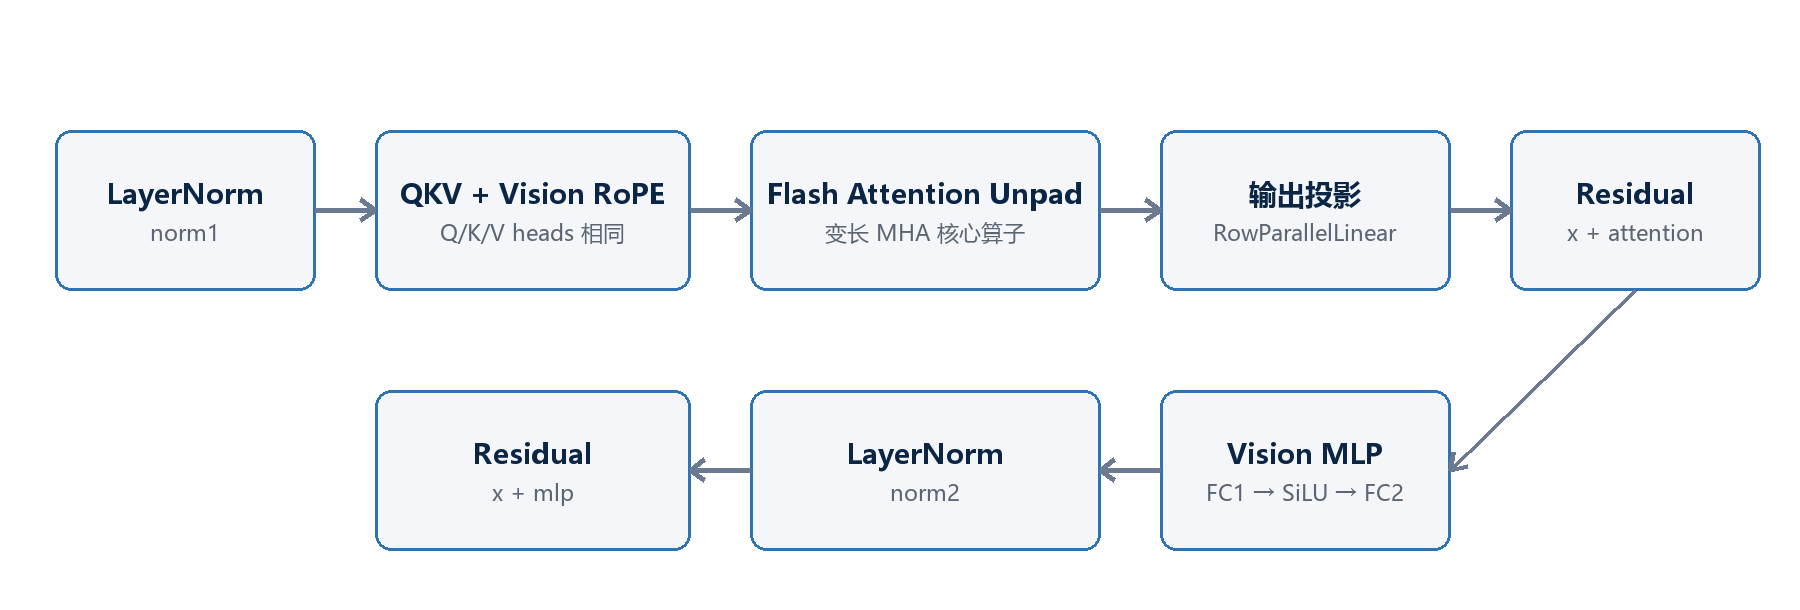 LayerNorm
norm1
QKV + Vision RoPE
Q/K/V heads 相同
Flash Attention Unpad
变长 MHA 核心算子
输出投影
RowParallelLinear
Residual
x + attention
Vision MLP
FC1 → SiLU → FC2
LayerNorm
norm2
Residual
x + mlp